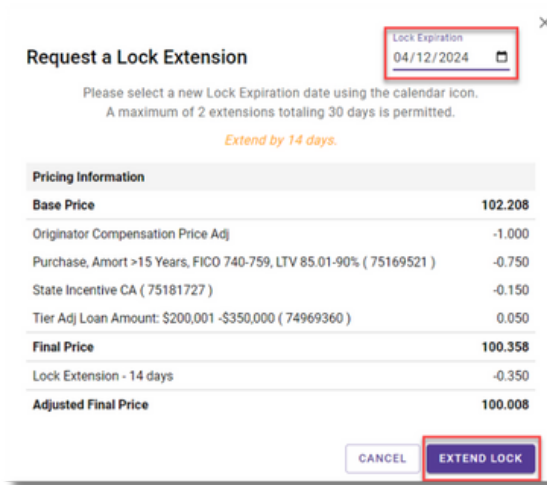 Request a Lock Extension
Lock Expiration
04/12/2024
Please select a new Lock Expiration date using the calendar icon.
A maximum of 2 extensions totaling 30 days is permitted.
Extend by 14 days.
Pricing Information
Base Price 102.208
Originator Compensation Price Adj -1.000
Purchase, Amort >15 Years, FICO 740-759, LTV 85.01-90% ( 75169521 ) -0.750
State Incentive CA ( 75181727 ) -0.150
Tier Adj Loan Amount: $200,001 -$350,000 ( 74969360 ) 0.050
Final Price 100.358
Lock Extension - 14 days -0.350
Adjusted Final Price 100.008
CANCEL EXTEND LOCK